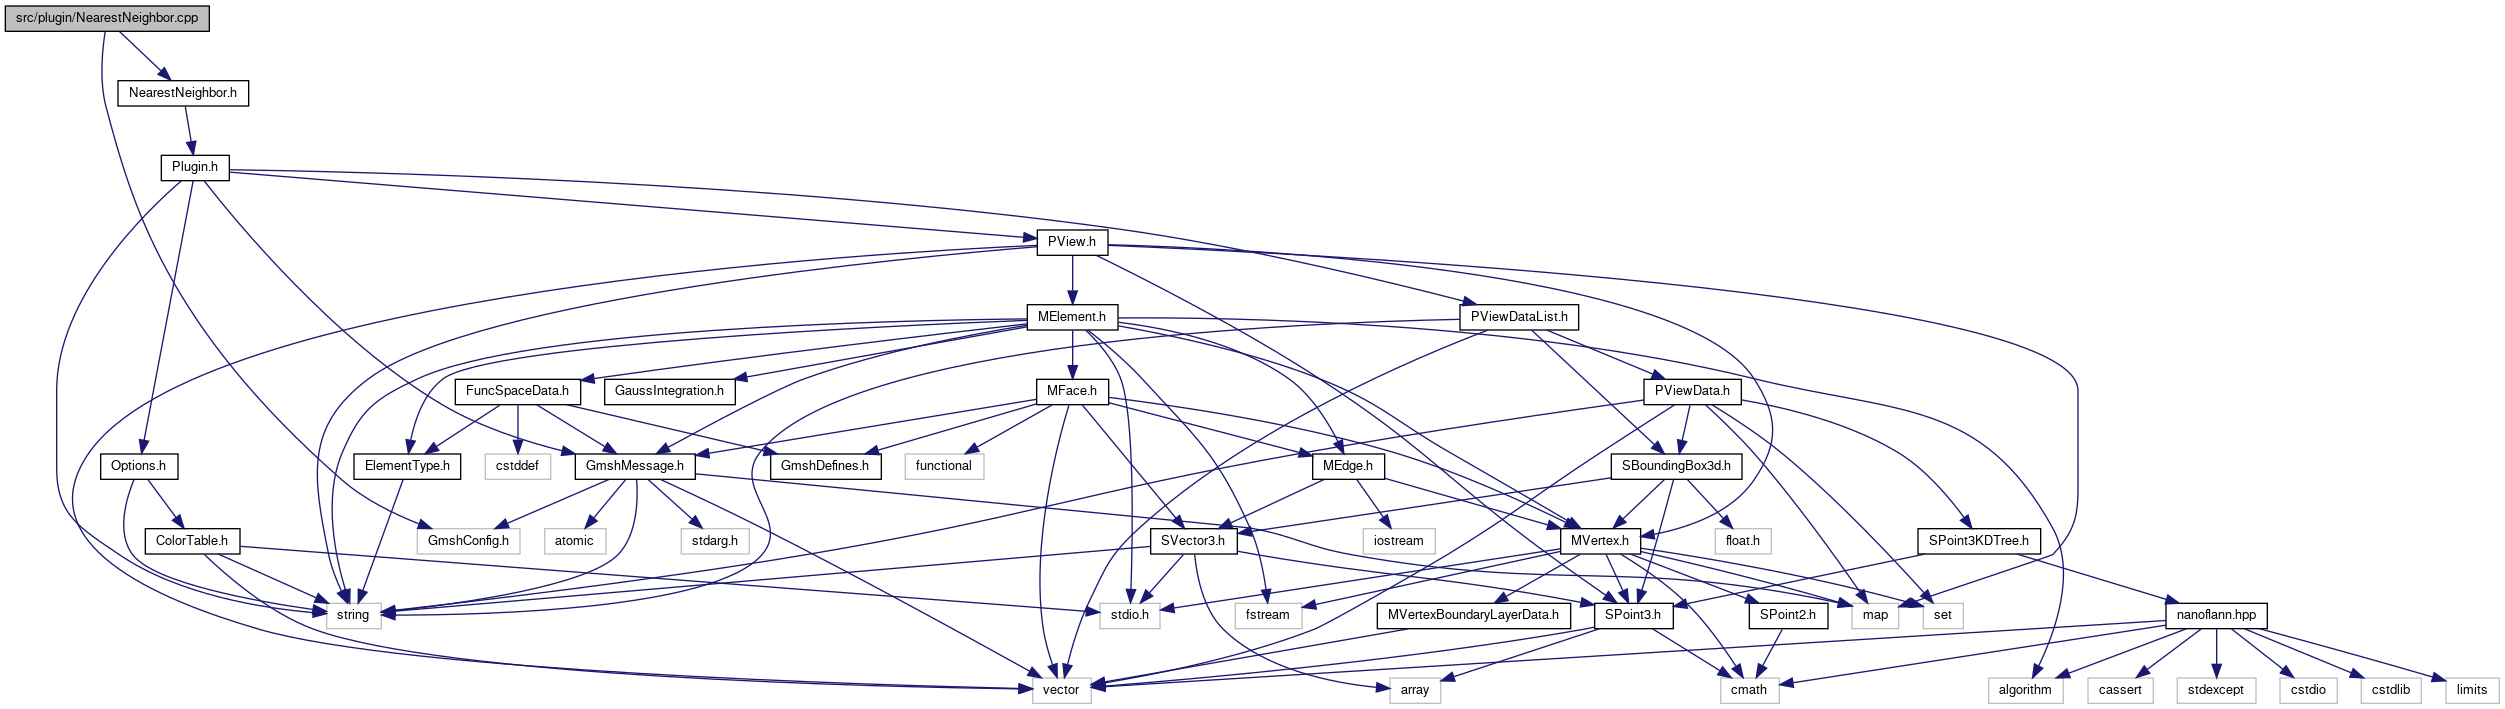 src/plugin/NearestNeighbor.cpp
NearestNeighbor.h
Plugin.h
PView.h
MElement.h
PViewDataList.h
FuncSpaceData.h
GaussIntegration.h
MFace.h
PViewData.h
Options.h
ElementType.h
cstddef
GmshMessage.h
GmshDefines.h
functional
MEdge.h
SBoundingBox3d.h
ColorTable.h
GmshConfig.h
atomic
stdarg.h
SVector3.h
iostream
MVertex.h
float.h
SPoint3KDTree.h
string
stdio.h
fstream
MVertexBoundaryLayerData.h
SPoint3.h
SPoint2.h
map
set
nanoflann.hpp
vector
array
cmath
algorithm
cassert
stdexcept
cstdio
cstdlib
limits